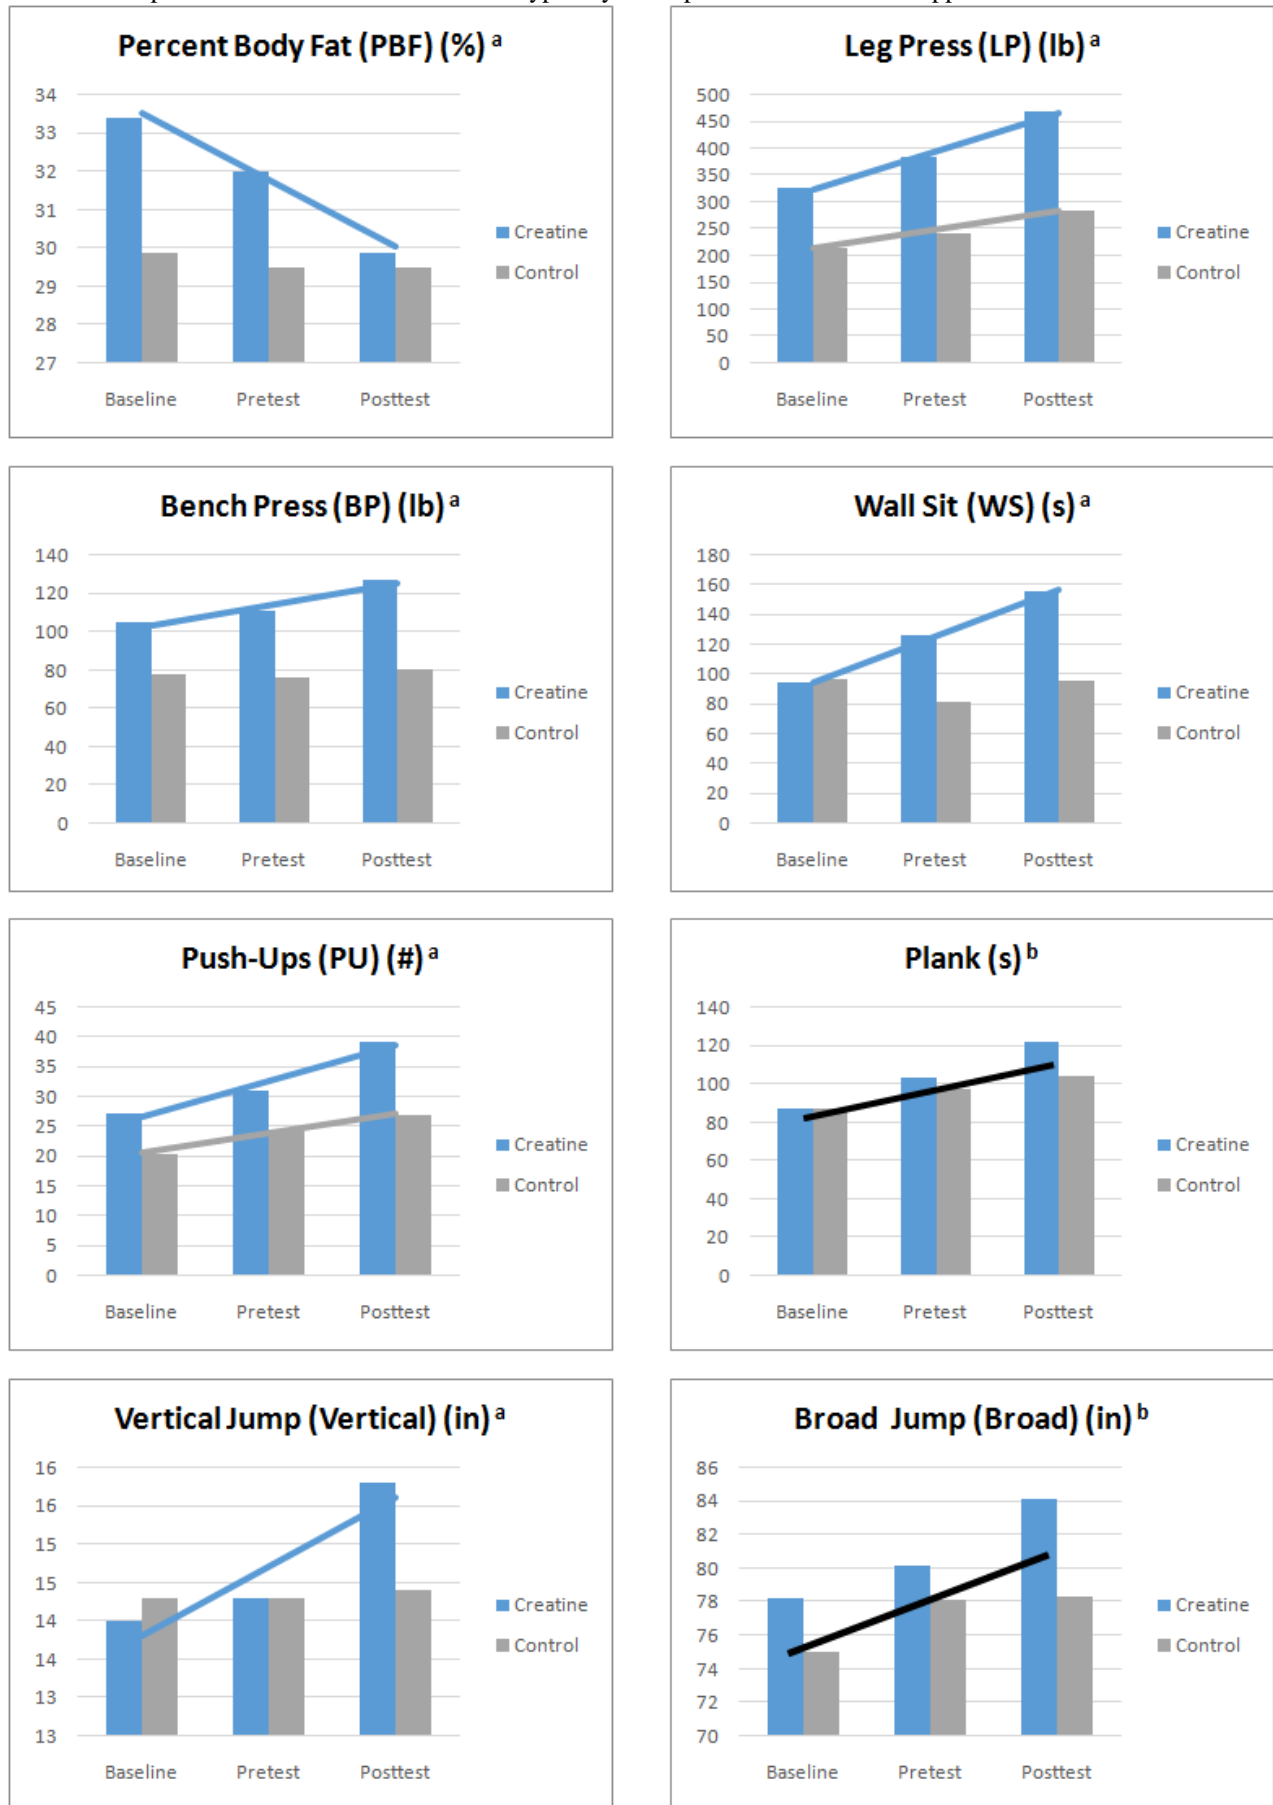 Percent Body Fat (PBF) (%) a
34
33
32
31
30
29
28
27
Baseline Pretest Posttest
Creatine
Control
Leg Press (LP) (lb) a
500
450
400
350
300
250
200
150
100
50
0
Baseline Pretest Posttest
Creatine
Control
Bench Press (BP) (lb) a
140
120
100
80
60
40
20
0
Baseline Pretest Posttest
Creatine
Control
Wall Sit (WS) (s) a
180
160
140
120
100
80
60
40
20
0
Baseline Pretest Posttest
Creatine
Control
Push-Ups (PU) (#) a
45
40
35
30
25
20
15
10
5
0
Baseline Pretest Posttest
Creatine
Control
Plank (s) b
140
120
100
80
60
40
20
0
Baseline Pretest Posttest
Creatine
Control
Vertical Jump (Vertical) (in) a
16
16
15
15
14
14
13
13
Baseline Pretest Posttest
Creatine
Control
Broad Jump (Broad) (in) b
86
84
82
80
78
76
74
72
70
Baseline Pretest Posttest
Creatine
Control